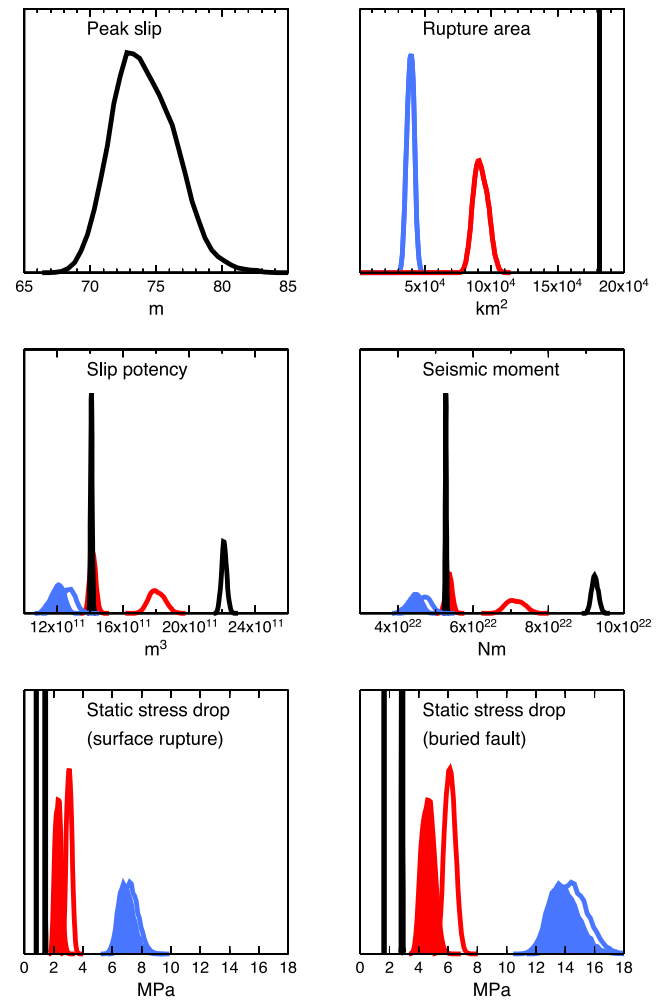 Peak slip
65 70 75 80 85
m
Rupture area
5x10⁴ 10x10⁴ 15x10⁴ 20x10⁴
km²
Slip potency
12x10¹¹ 16x10¹¹ 20x10¹¹ 24x10¹¹
m³
Seismic moment
4x10²² 6x10²² 8x10²² 10x10²²
Nm
Static stress drop
(surface rupture)
0 2 4 6 8 10 12 14 16 18
MPa
Static stress drop
(buried fault)
0 2 4 6 8 10 12 14 16 18
MPa